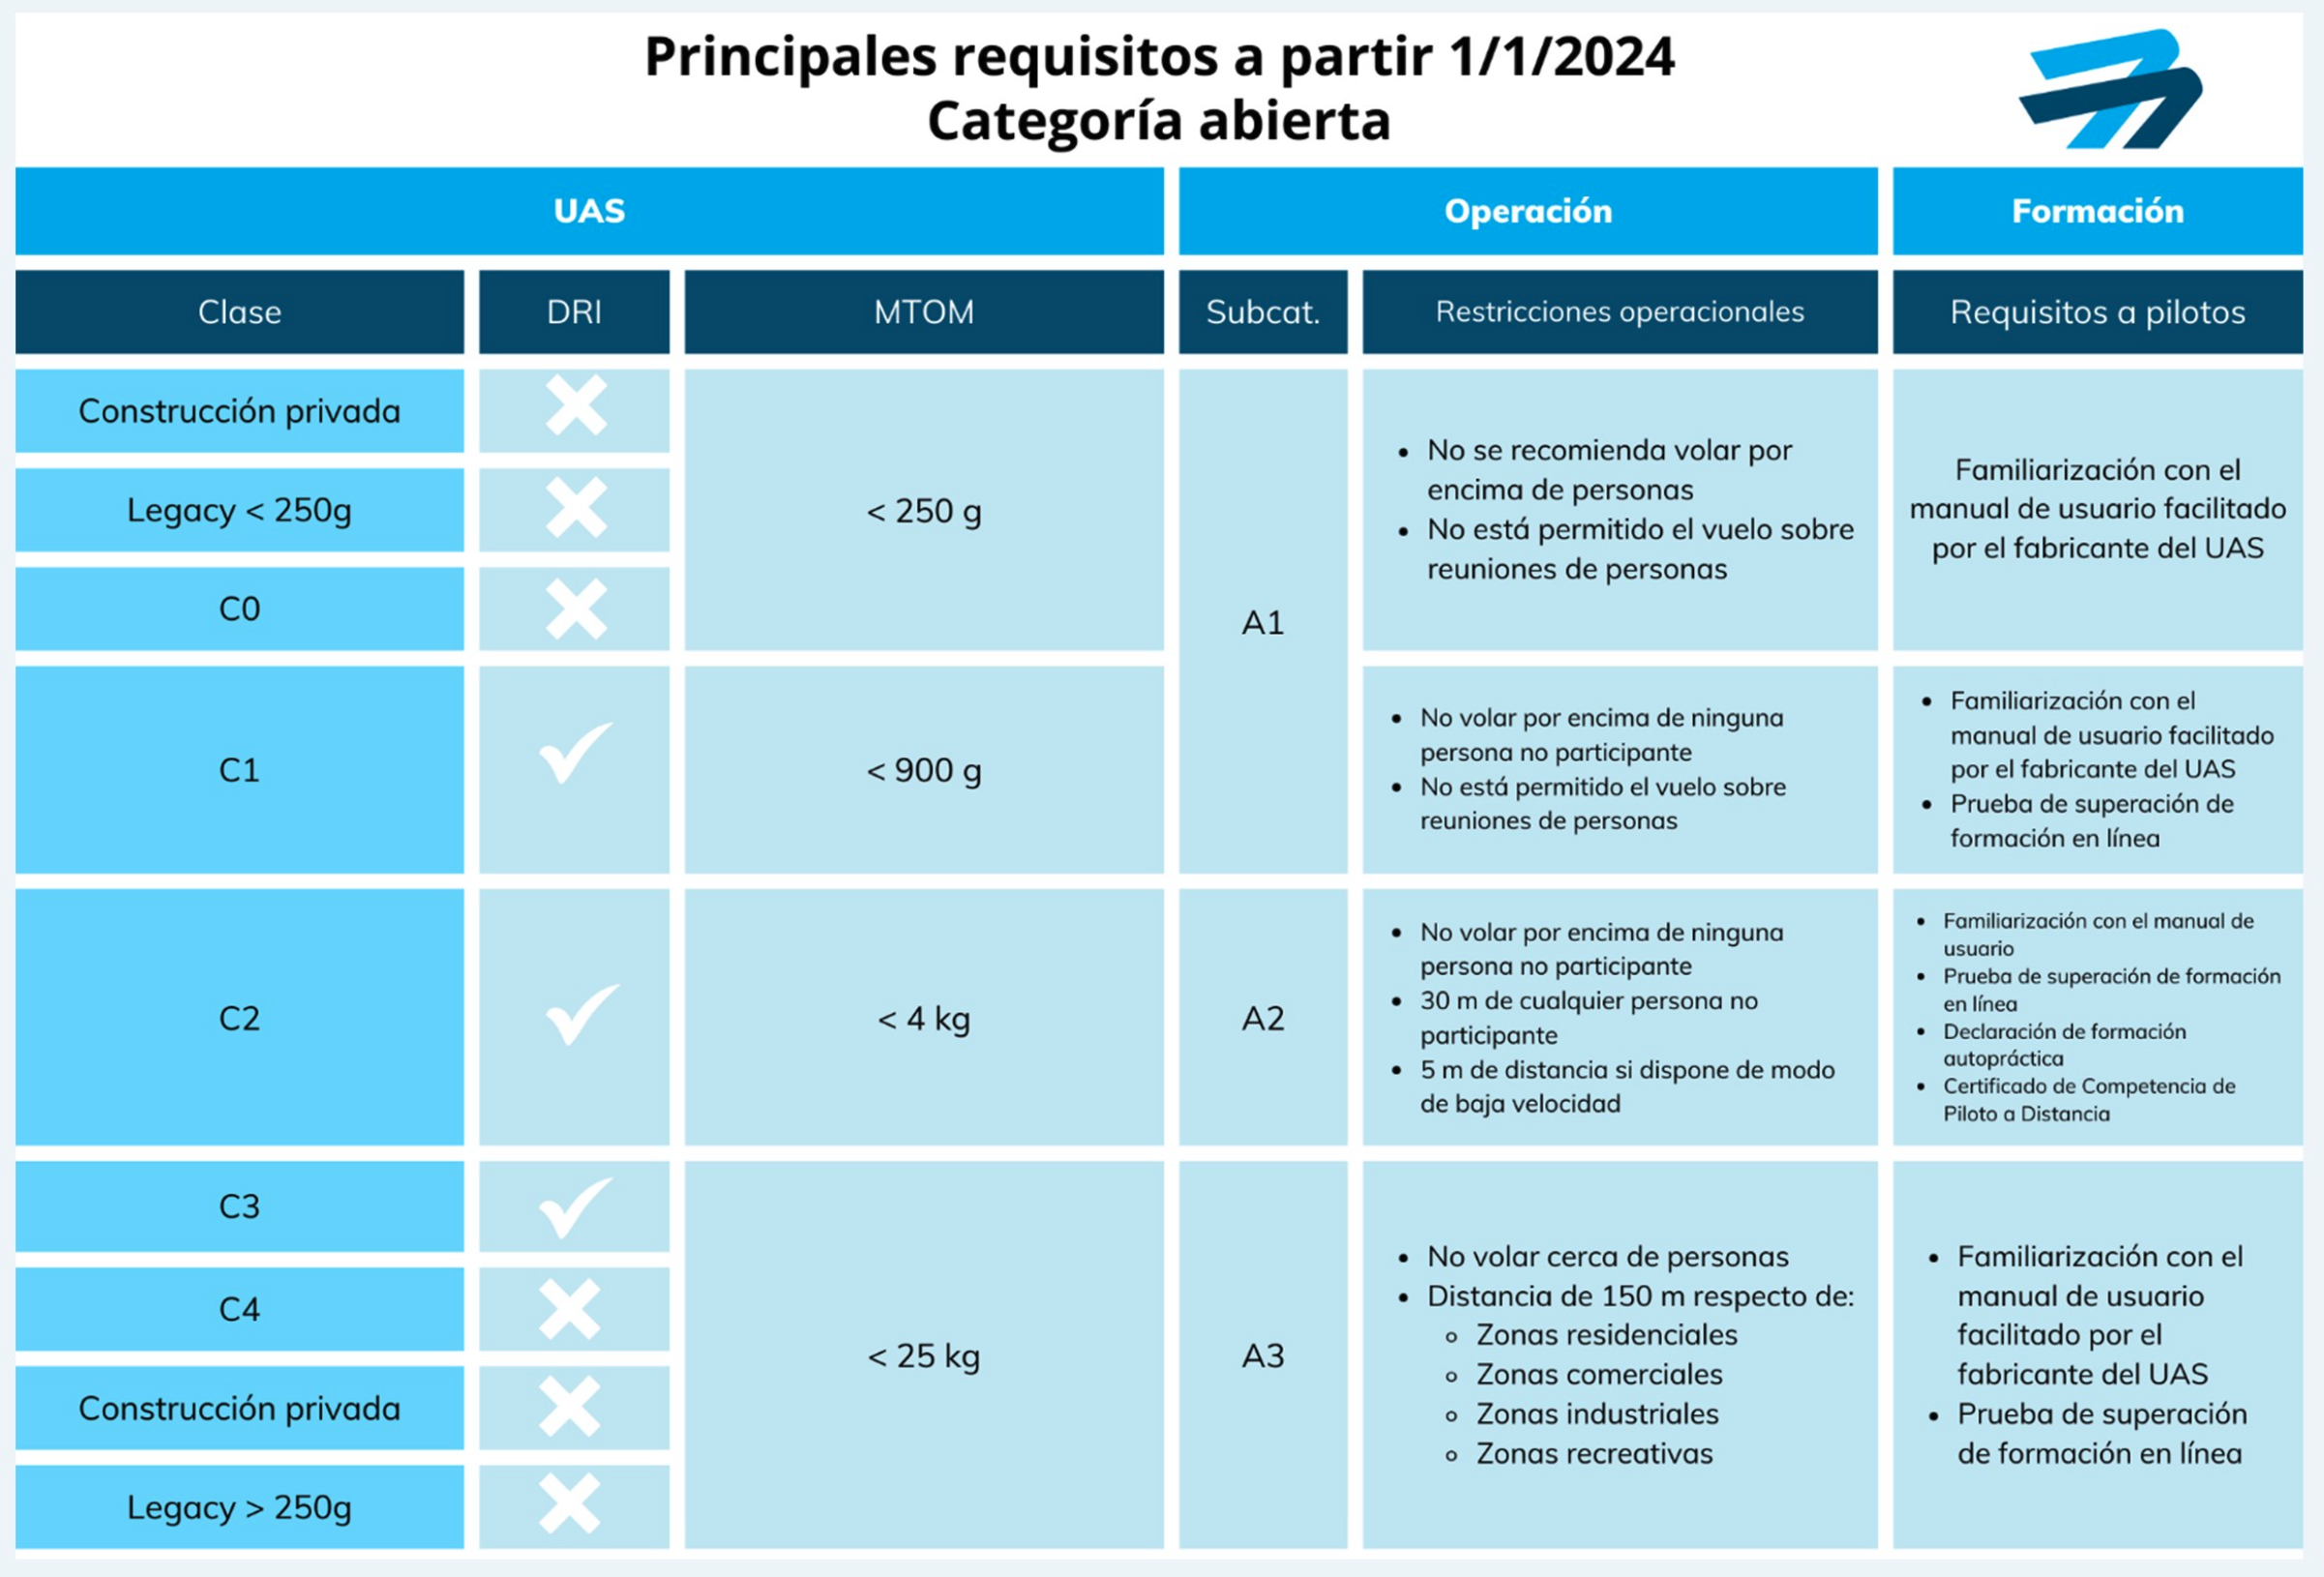 Principales requisitos a partir 1/1/2024
Categoría abierta
UAS
Operación
Formación
Clase
DRI
MTOM
Subcat.
Restricciones operacionales
Requisitos a pilotos
Construcción privada
Legacy < 250g
C0
< 250 g
A1
• No se recomienda volar por
encima de personas
• No está permitido el vuelo sobre
reuniones de personas
Familiarización con el
manual de usuario facilitado
por el fabricante del UAS
C1
< 900 g
• No volar por encima de ninguna
persona no participante
• No está permitido el vuelo sobre
reuniones de personas
• Familiarización con el
manual de usuario facilitado
por el fabricante del UAS
• Prueba de superación de
formación en línea
C2
< 4 kg
A2
• No volar por encima de ninguna
persona no participante
• 30 m de cualquier persona no
participante
• 5 m de distancia si dispone de modo
de baja velocidad
• Familiarización con el manual de
usuario
• Prueba de superación de formación
en línea
• Declaración de formación
autopráctica
• Certificado de Competencia de
Piloto a Distancia
C3
C4
Construcción privada
Legacy > 250g
< 25 kg
A3
• No volar cerca de personas
• Distancia de 150 m respecto de:
◦ Zonas residenciales
◦ Zonas comerciales
◦ Zonas industriales
◦ Zonas recreativas
• Familiarización con el
manual de usuario
facilitado por el
fabricante del UAS
• Prueba de superación
de formación en línea